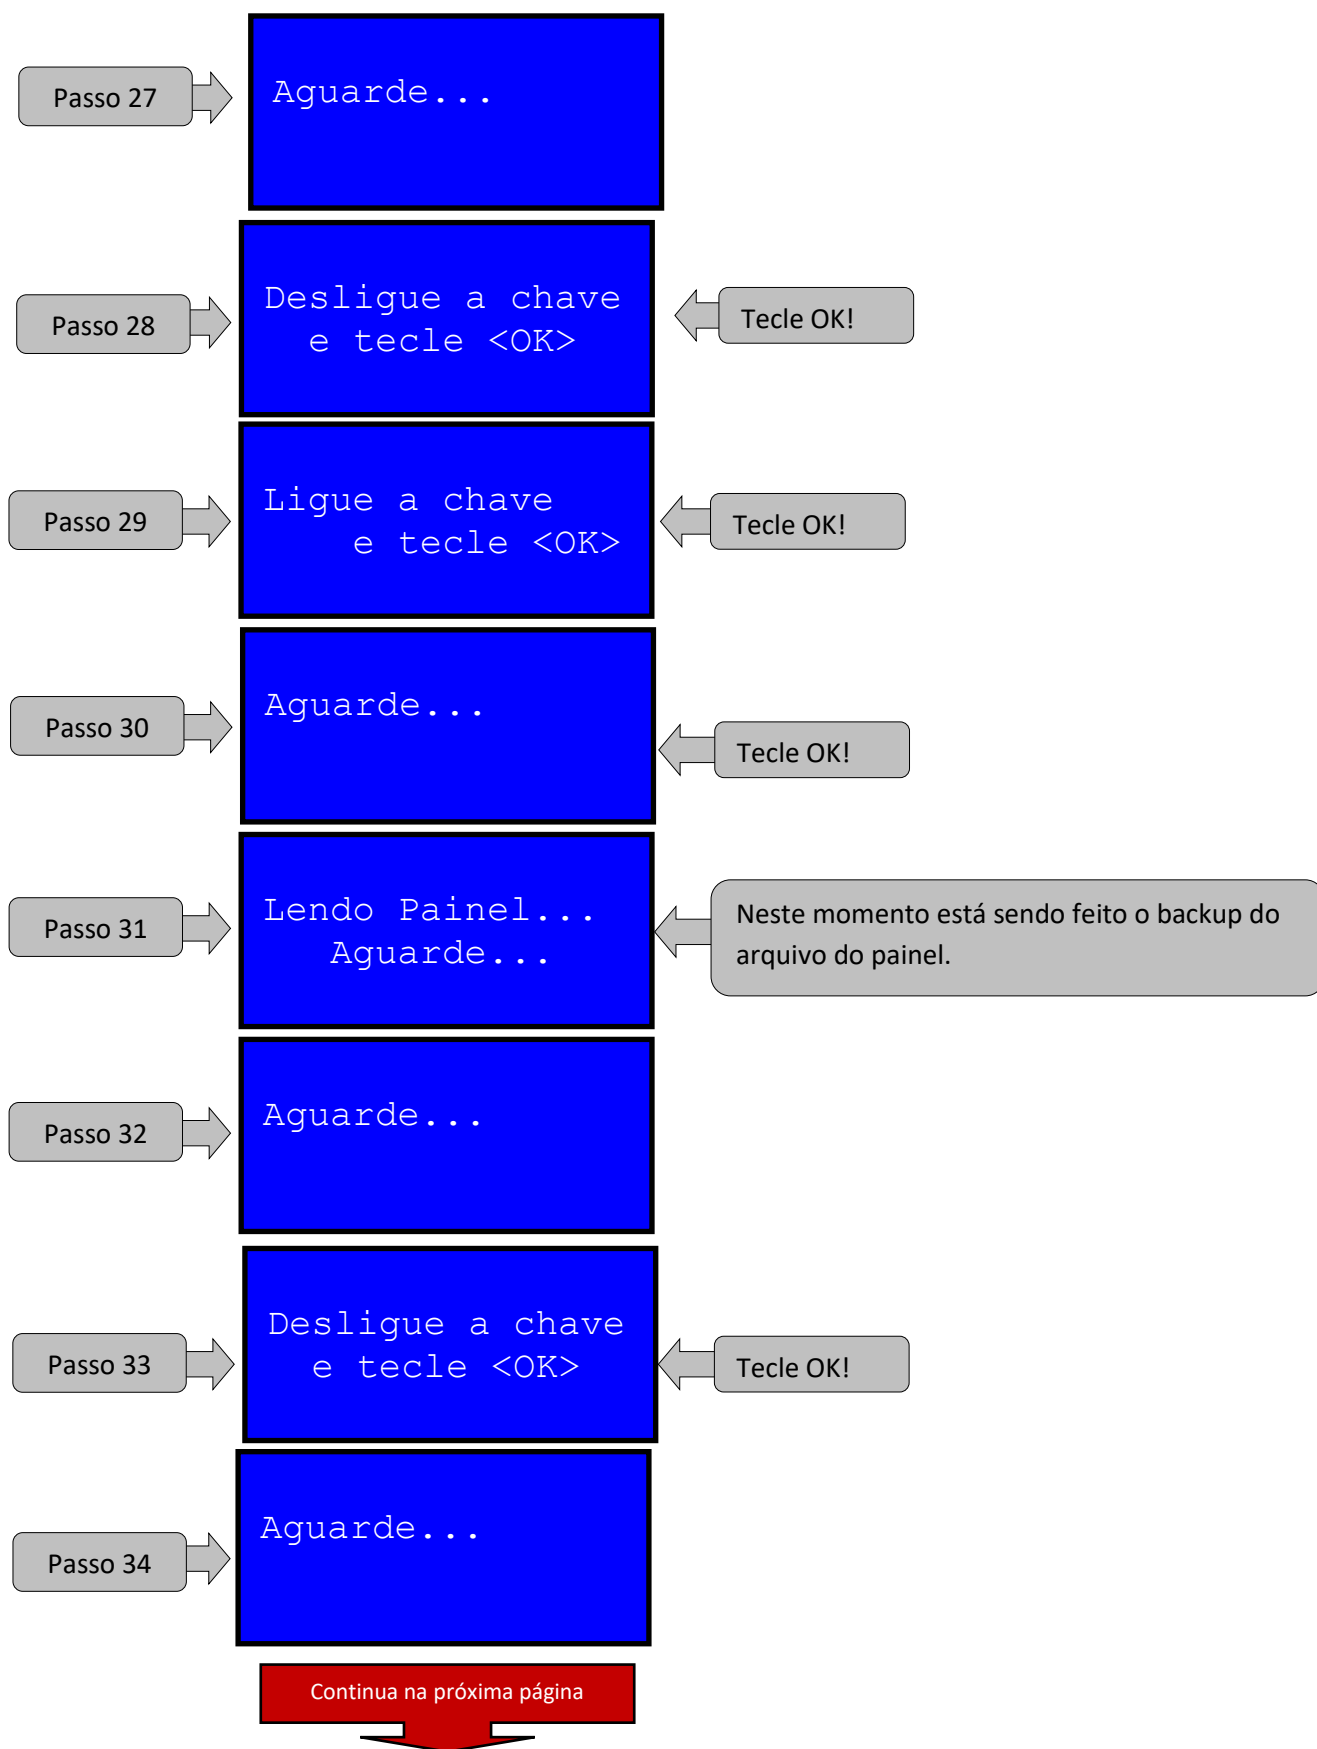 Passo 27
Aguarde...
Passo 28
Desligue a chave
e tecle <OK>
Tecle OK!
Passo 29
Ligue a chave
e tecle <OK>
Tecle OK!
Passo 30
Aguarde...
Tecle OK!
Passo 31
Lendo Painel...
Aguarde...
Neste momento está sendo feito o backup do
arquivo do painel.
Passo 32
Aguarde...
Passo 33
Desligue a chave
e tecle <OK>
Tecle OK!
Passo 34
Aguarde...
Continua na próxima página